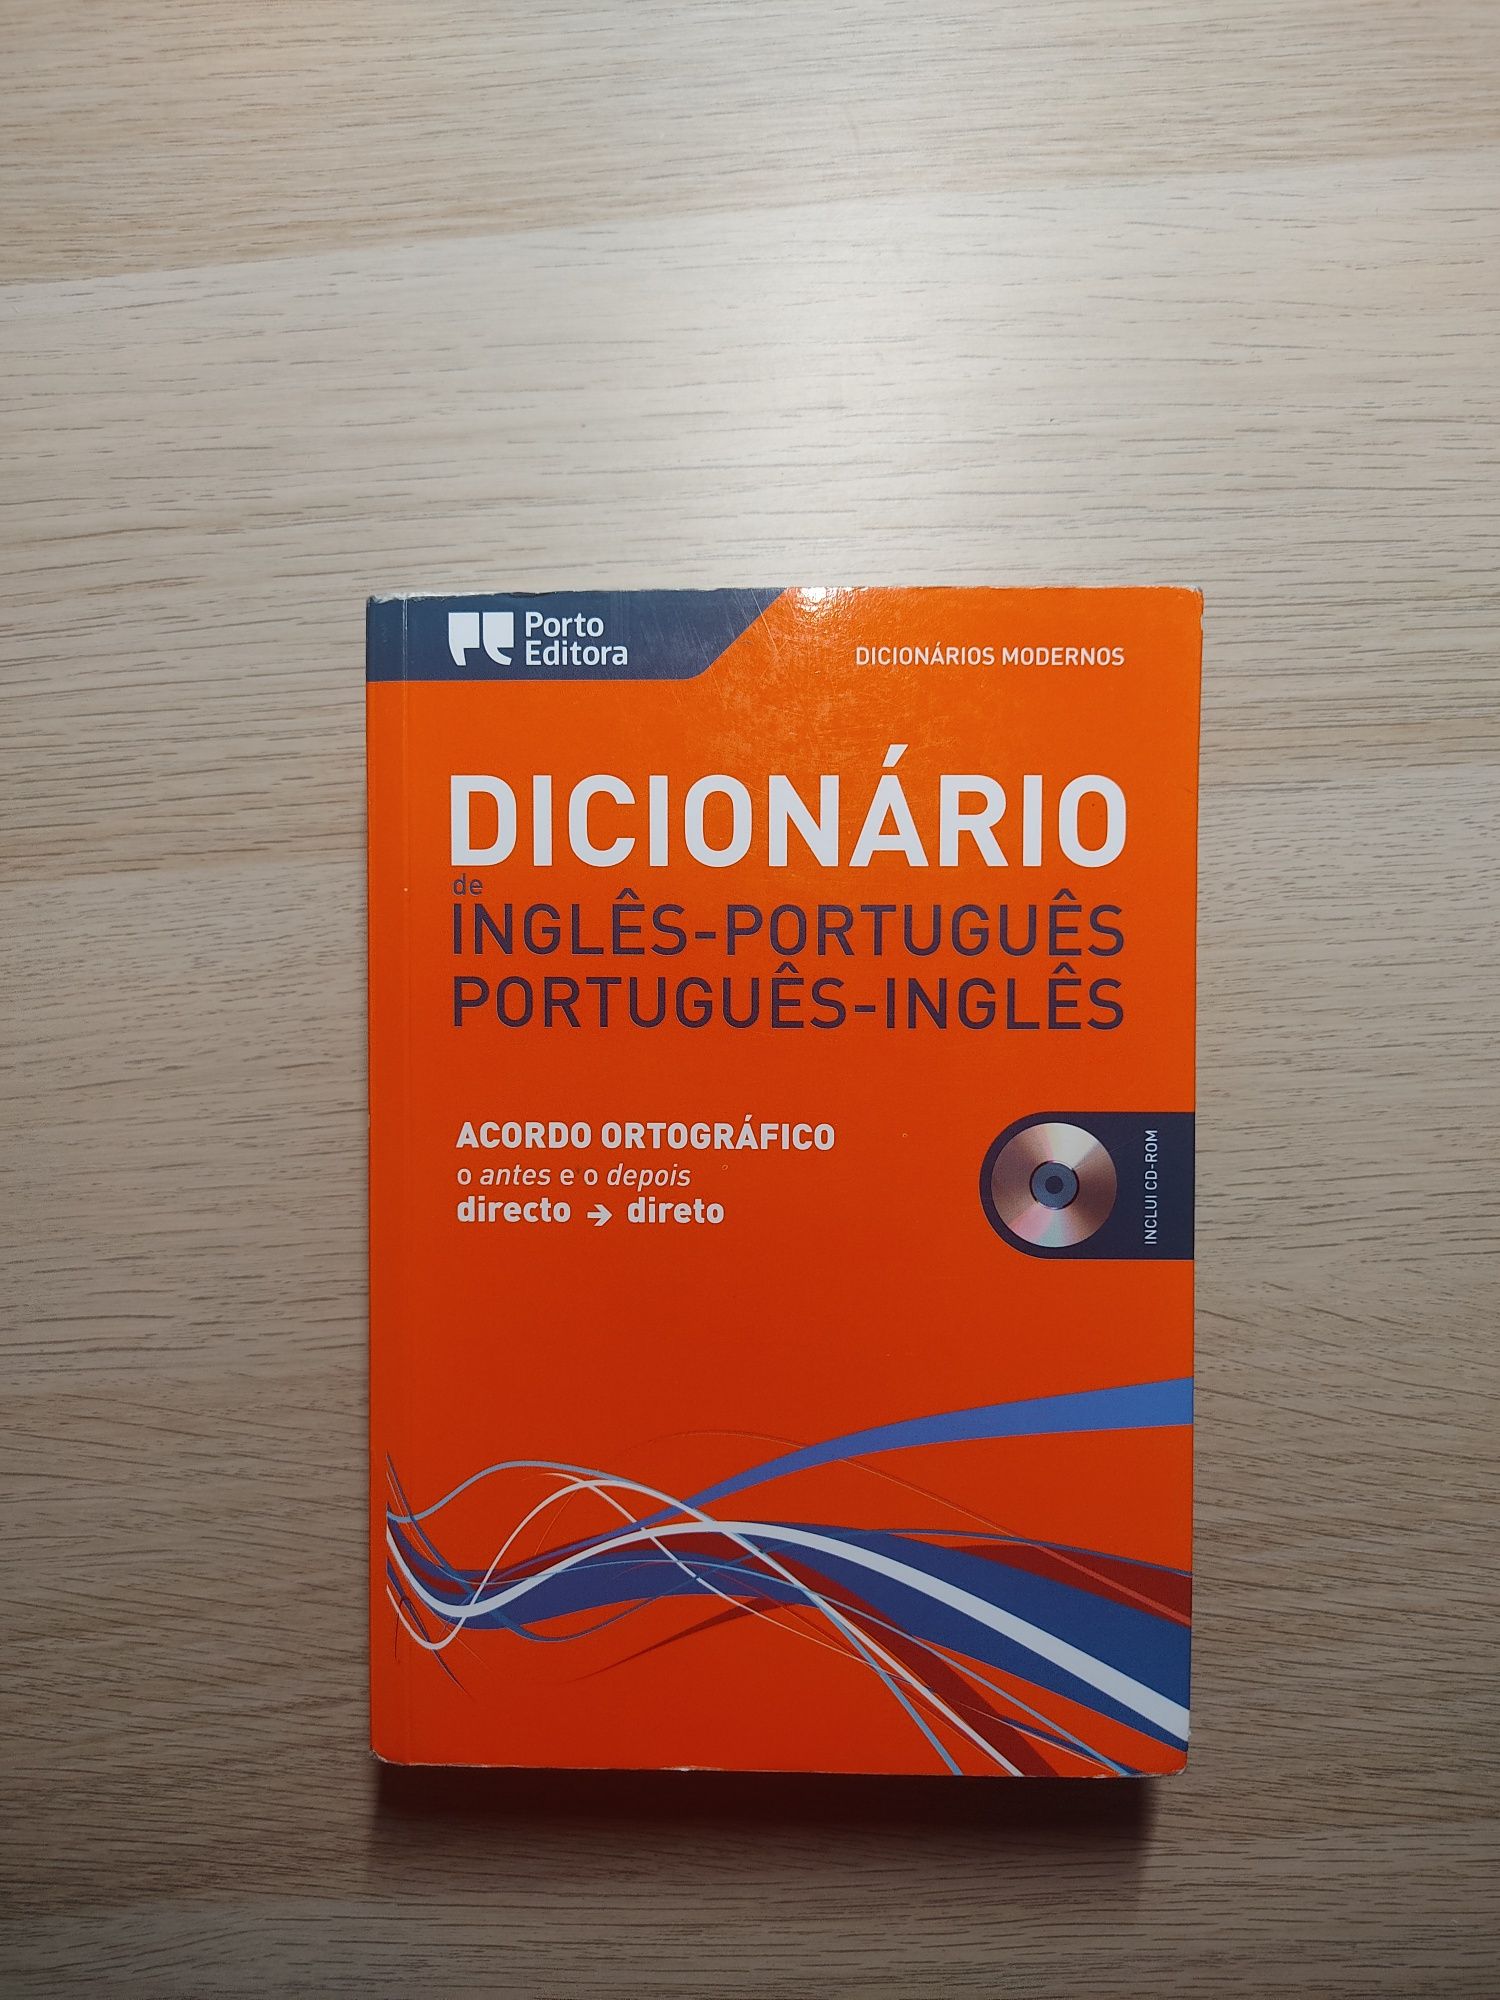 Porto
Editora
DICIONÁRIOS MODERNOS
DICIONÁRIO
de
INGLÊS-PORTUGUÊS
PORTUGUÊS-INGLÊS
ACORDO ORTOGRÁFICO
o antes e o depois
directo → direto
INCLUI CD-ROM